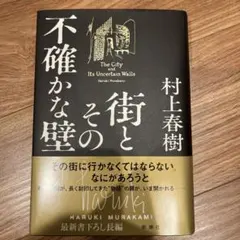 街と
その
不確かな壁
The City
and
Its Uncertain Walls
Haruki Murakami
村上春樹
その街に行かなくてはならない。
なにがあろうと
HARUKI MURAKAMI
最新書下ろし長編